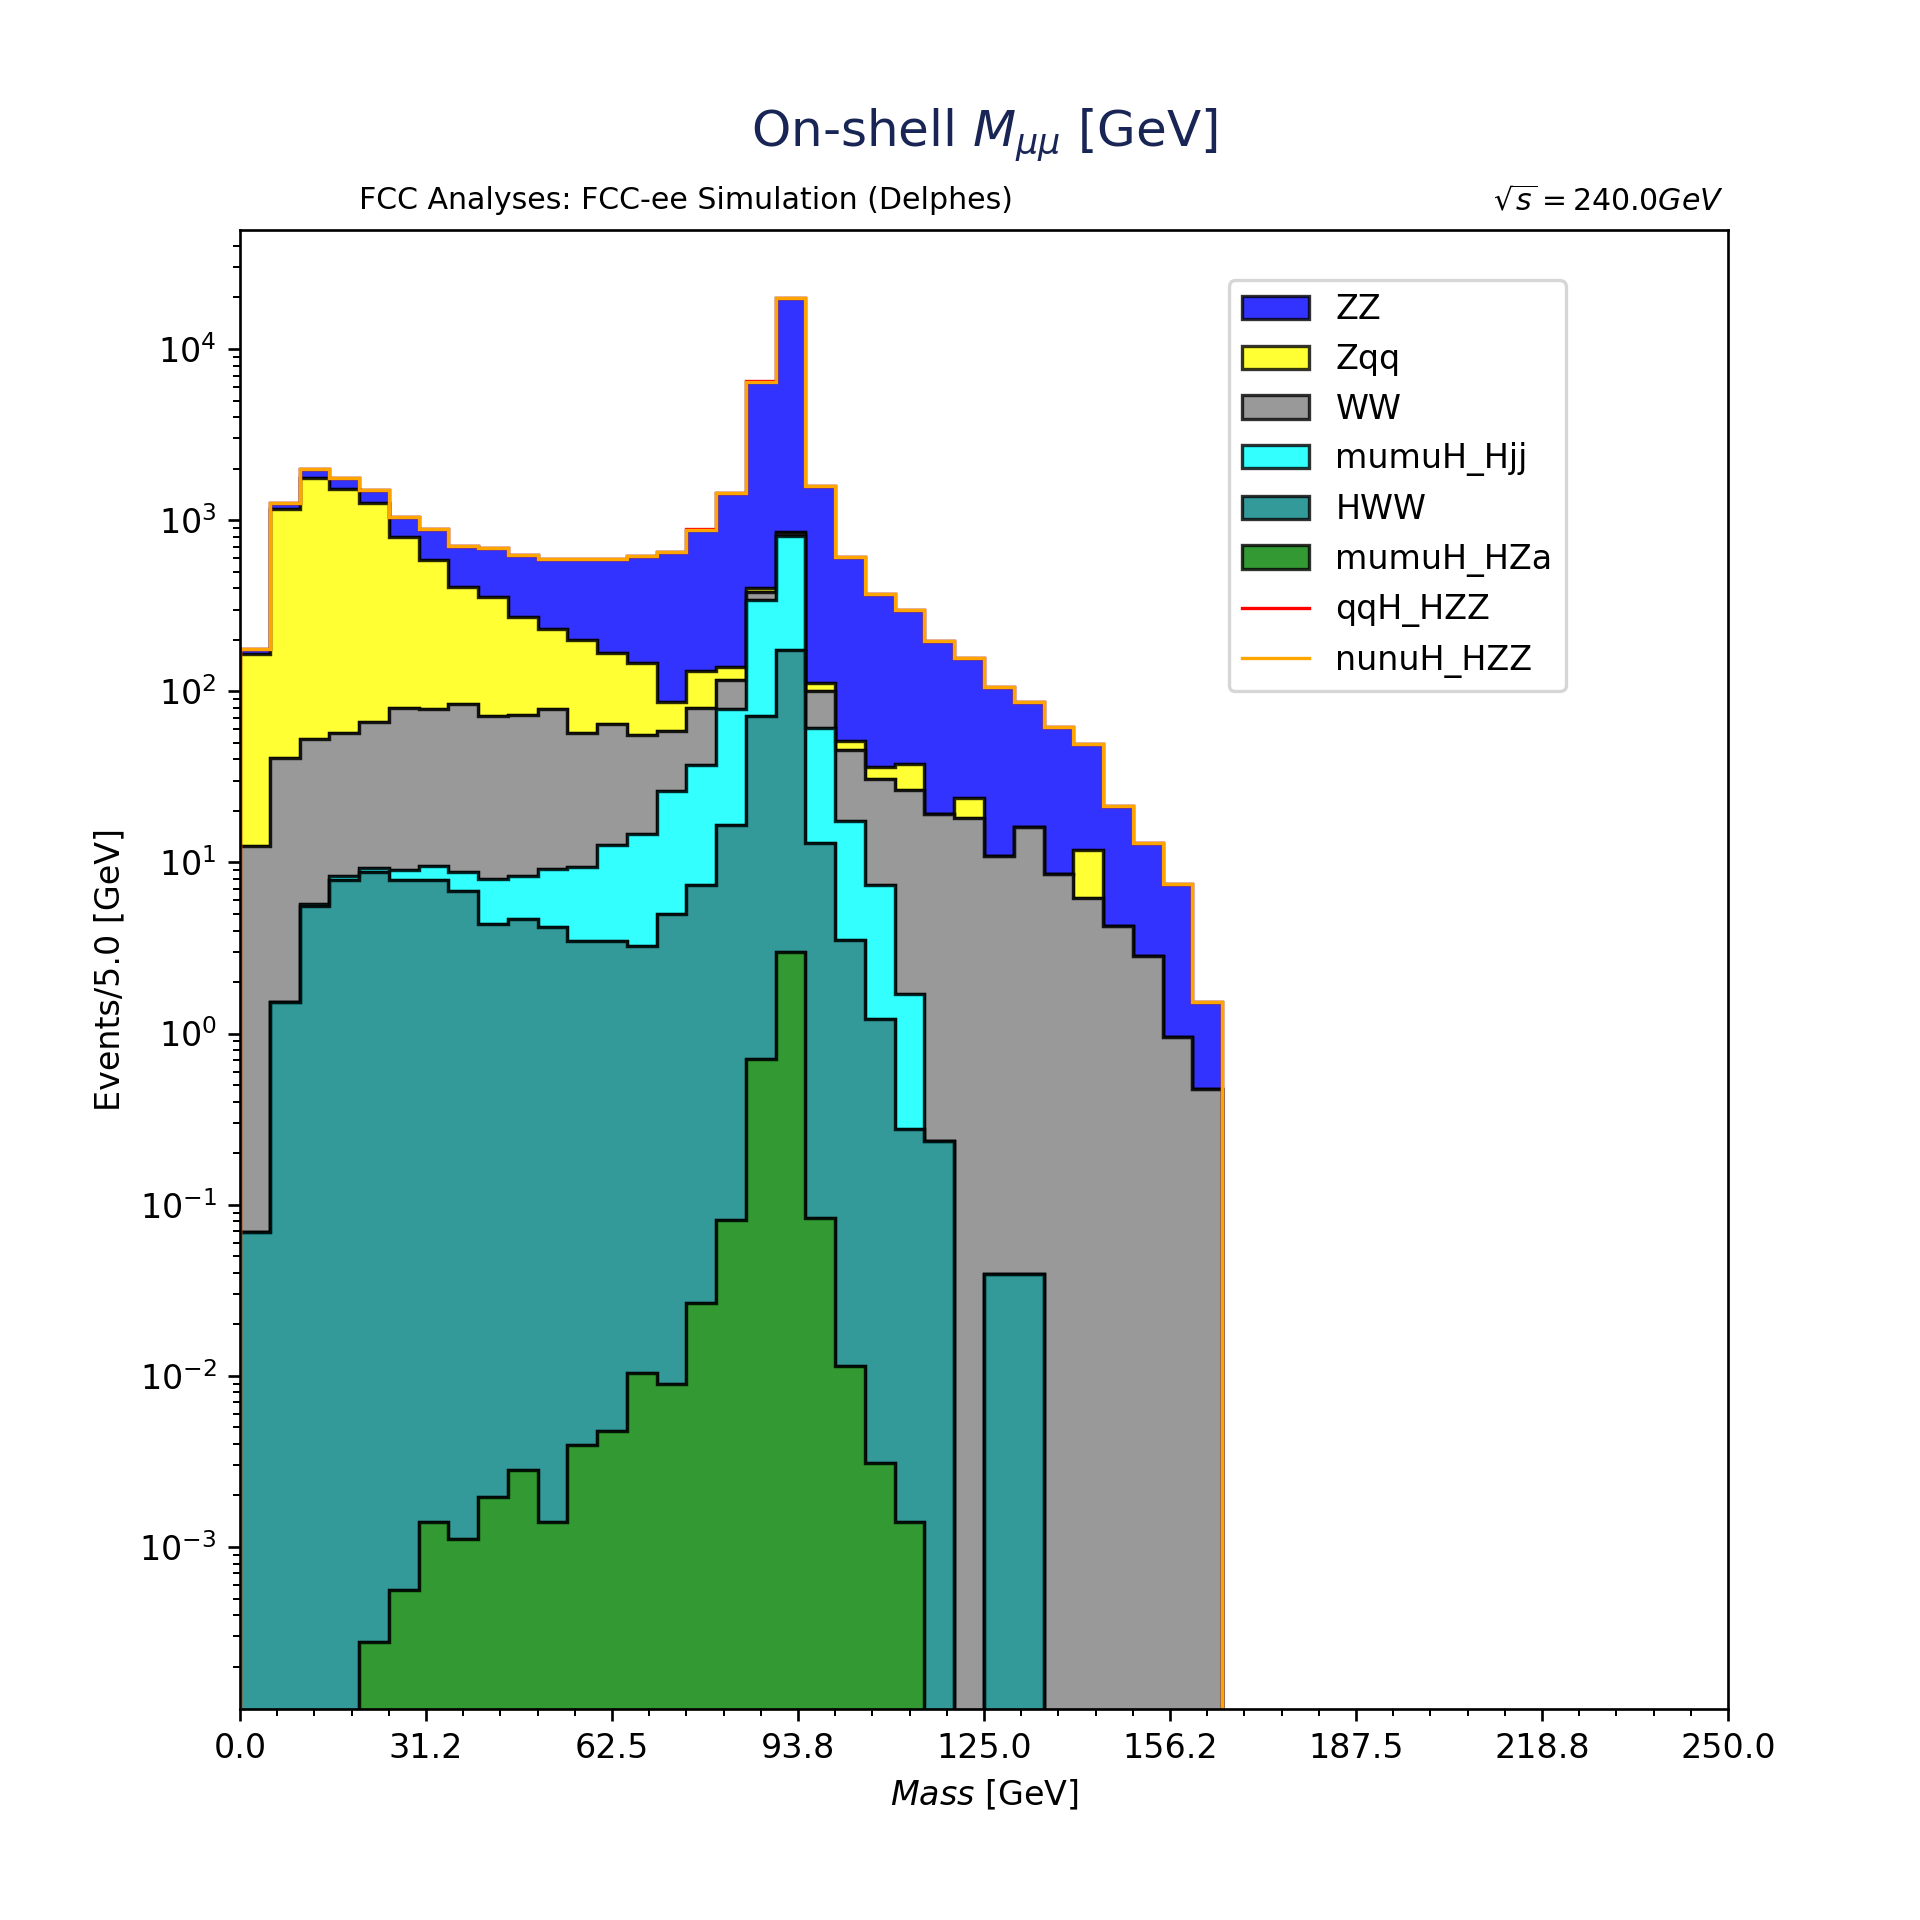 On-shell $M_{\mu\mu}$ [GeV]
FCC Analyses: FCC-ee Simulation (Delphes)
$\sqrt{s} = 240.0GeV$
ZZ
Zqq
WW
mumuH_Hjj
HWW
mumuH_HZa
qqH_HZZ
nunuH_HZZ
Events/5.0 [GeV]
$10^{4}$
$10^{3}$
$10^{2}$
$10^{1}$
$10^{0}$
$10^{-1}$
$10^{-2}$
$10^{-3}$
0.0 31.2 62.5 93.8 125.0 156.2 187.5 218.8 250.0
Mass [GeV]